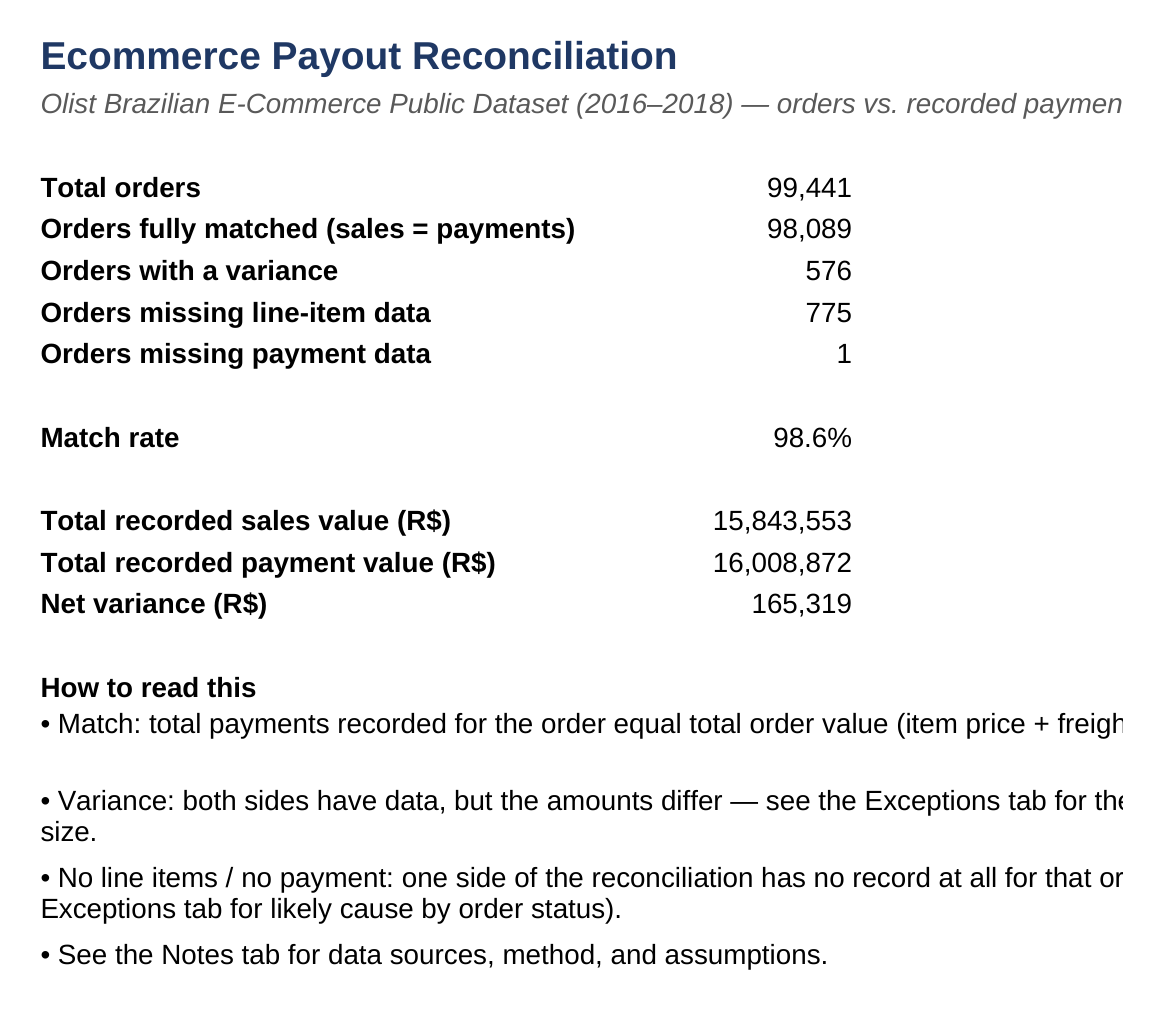 Ecommerce Payout Reconciliation
Olist Brazilian E-Commerce Public Dataset (2016–2018) — orders vs. recorded paymen
Total orders 99,441
Orders fully matched (sales = payments) 98,089
Orders with a variance 576
Orders missing line-item data 775
Orders missing payment data 1
Match rate 98.6%
Total recorded sales value (R$) 15,843,553
Total recorded payment value (R$) 16,008,872
Net variance (R$) 165,319
How to read this
• Match: total payments recorded for the order equal total order value (item price + freigh
• Variance: both sides have data, but the amounts differ — see the Exceptions tab for the
size.
• No line items / no payment: one side of the reconciliation has no record at all for that or
Exceptions tab for likely cause by order status).
• See the Notes tab for data sources, method, and assumptions.